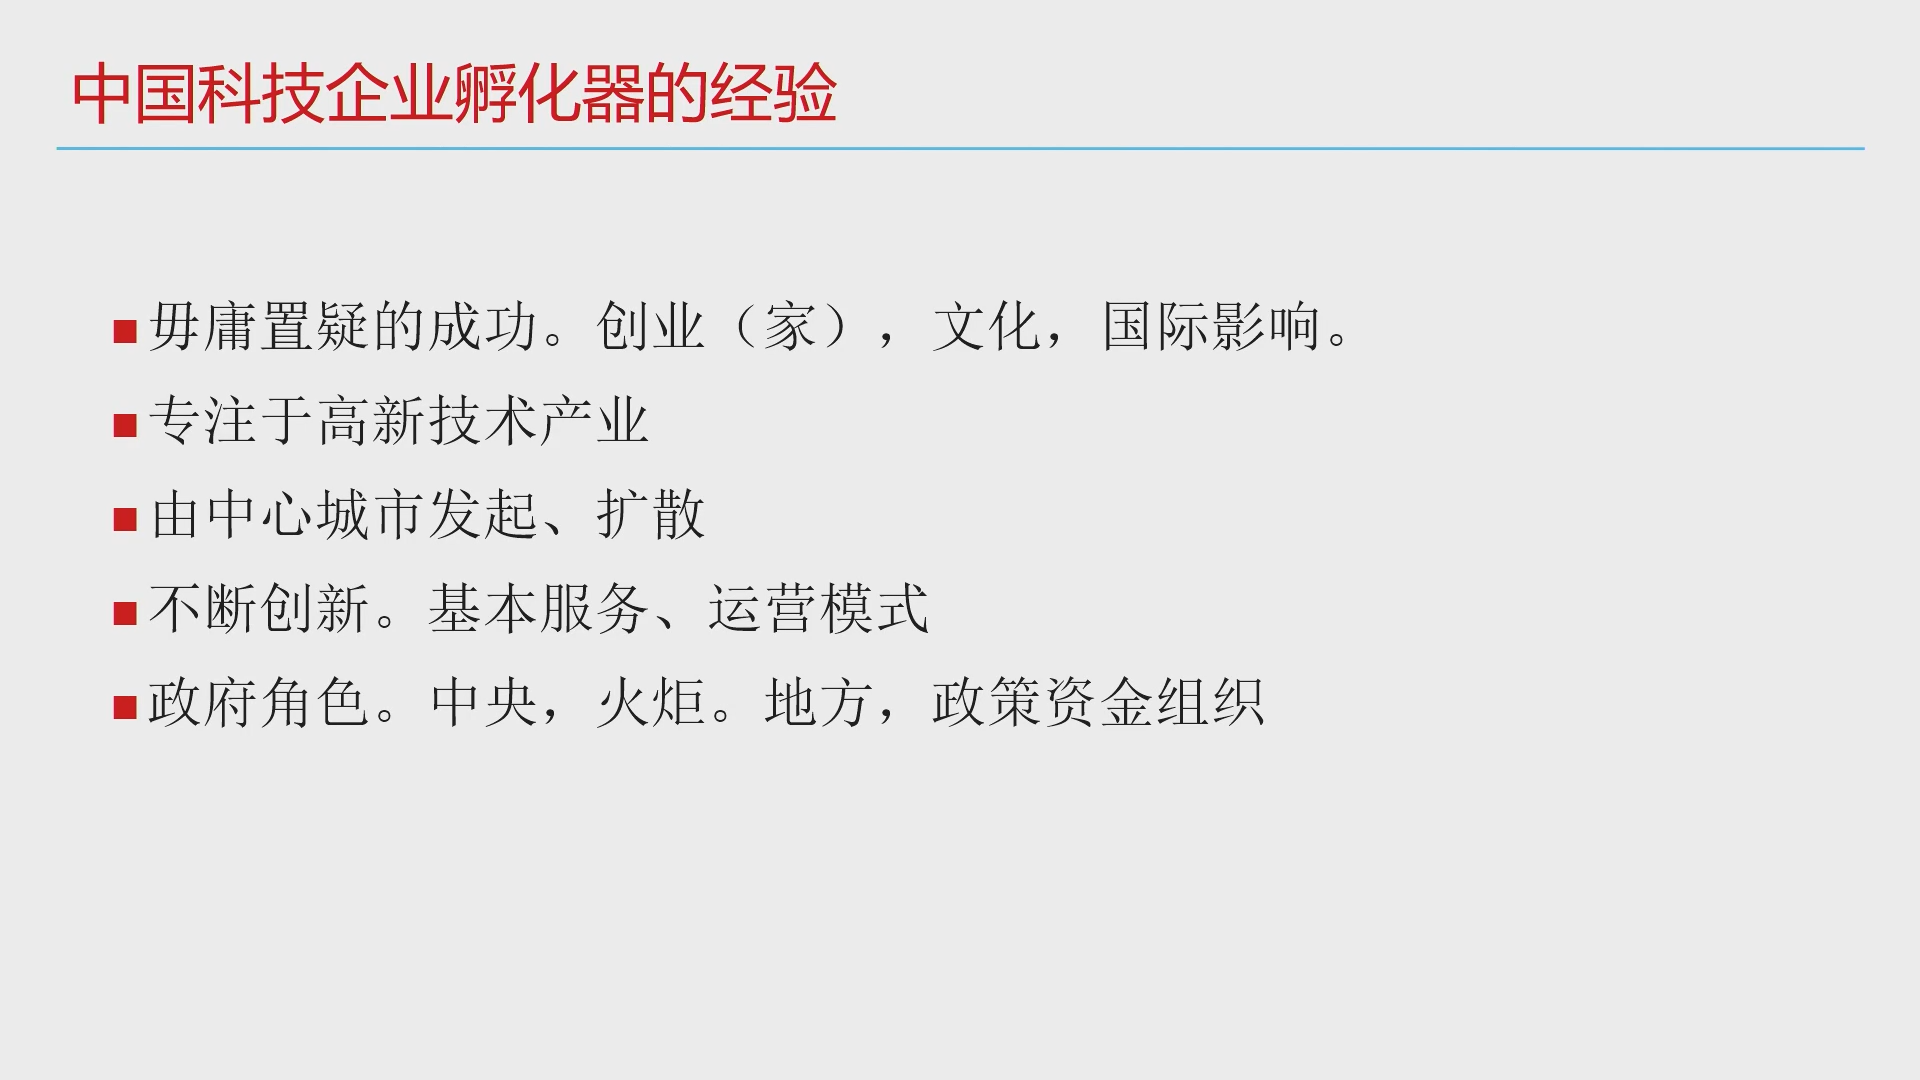 中国科技企业孵化器的经验
毋庸置疑的成功。创业（家），文化，国际影响。
专注于高新技术产业
由中心城市发起、扩散
不断创新。基本服务、运营模式
政府角色。中央，火炬。地方，政策资金组织